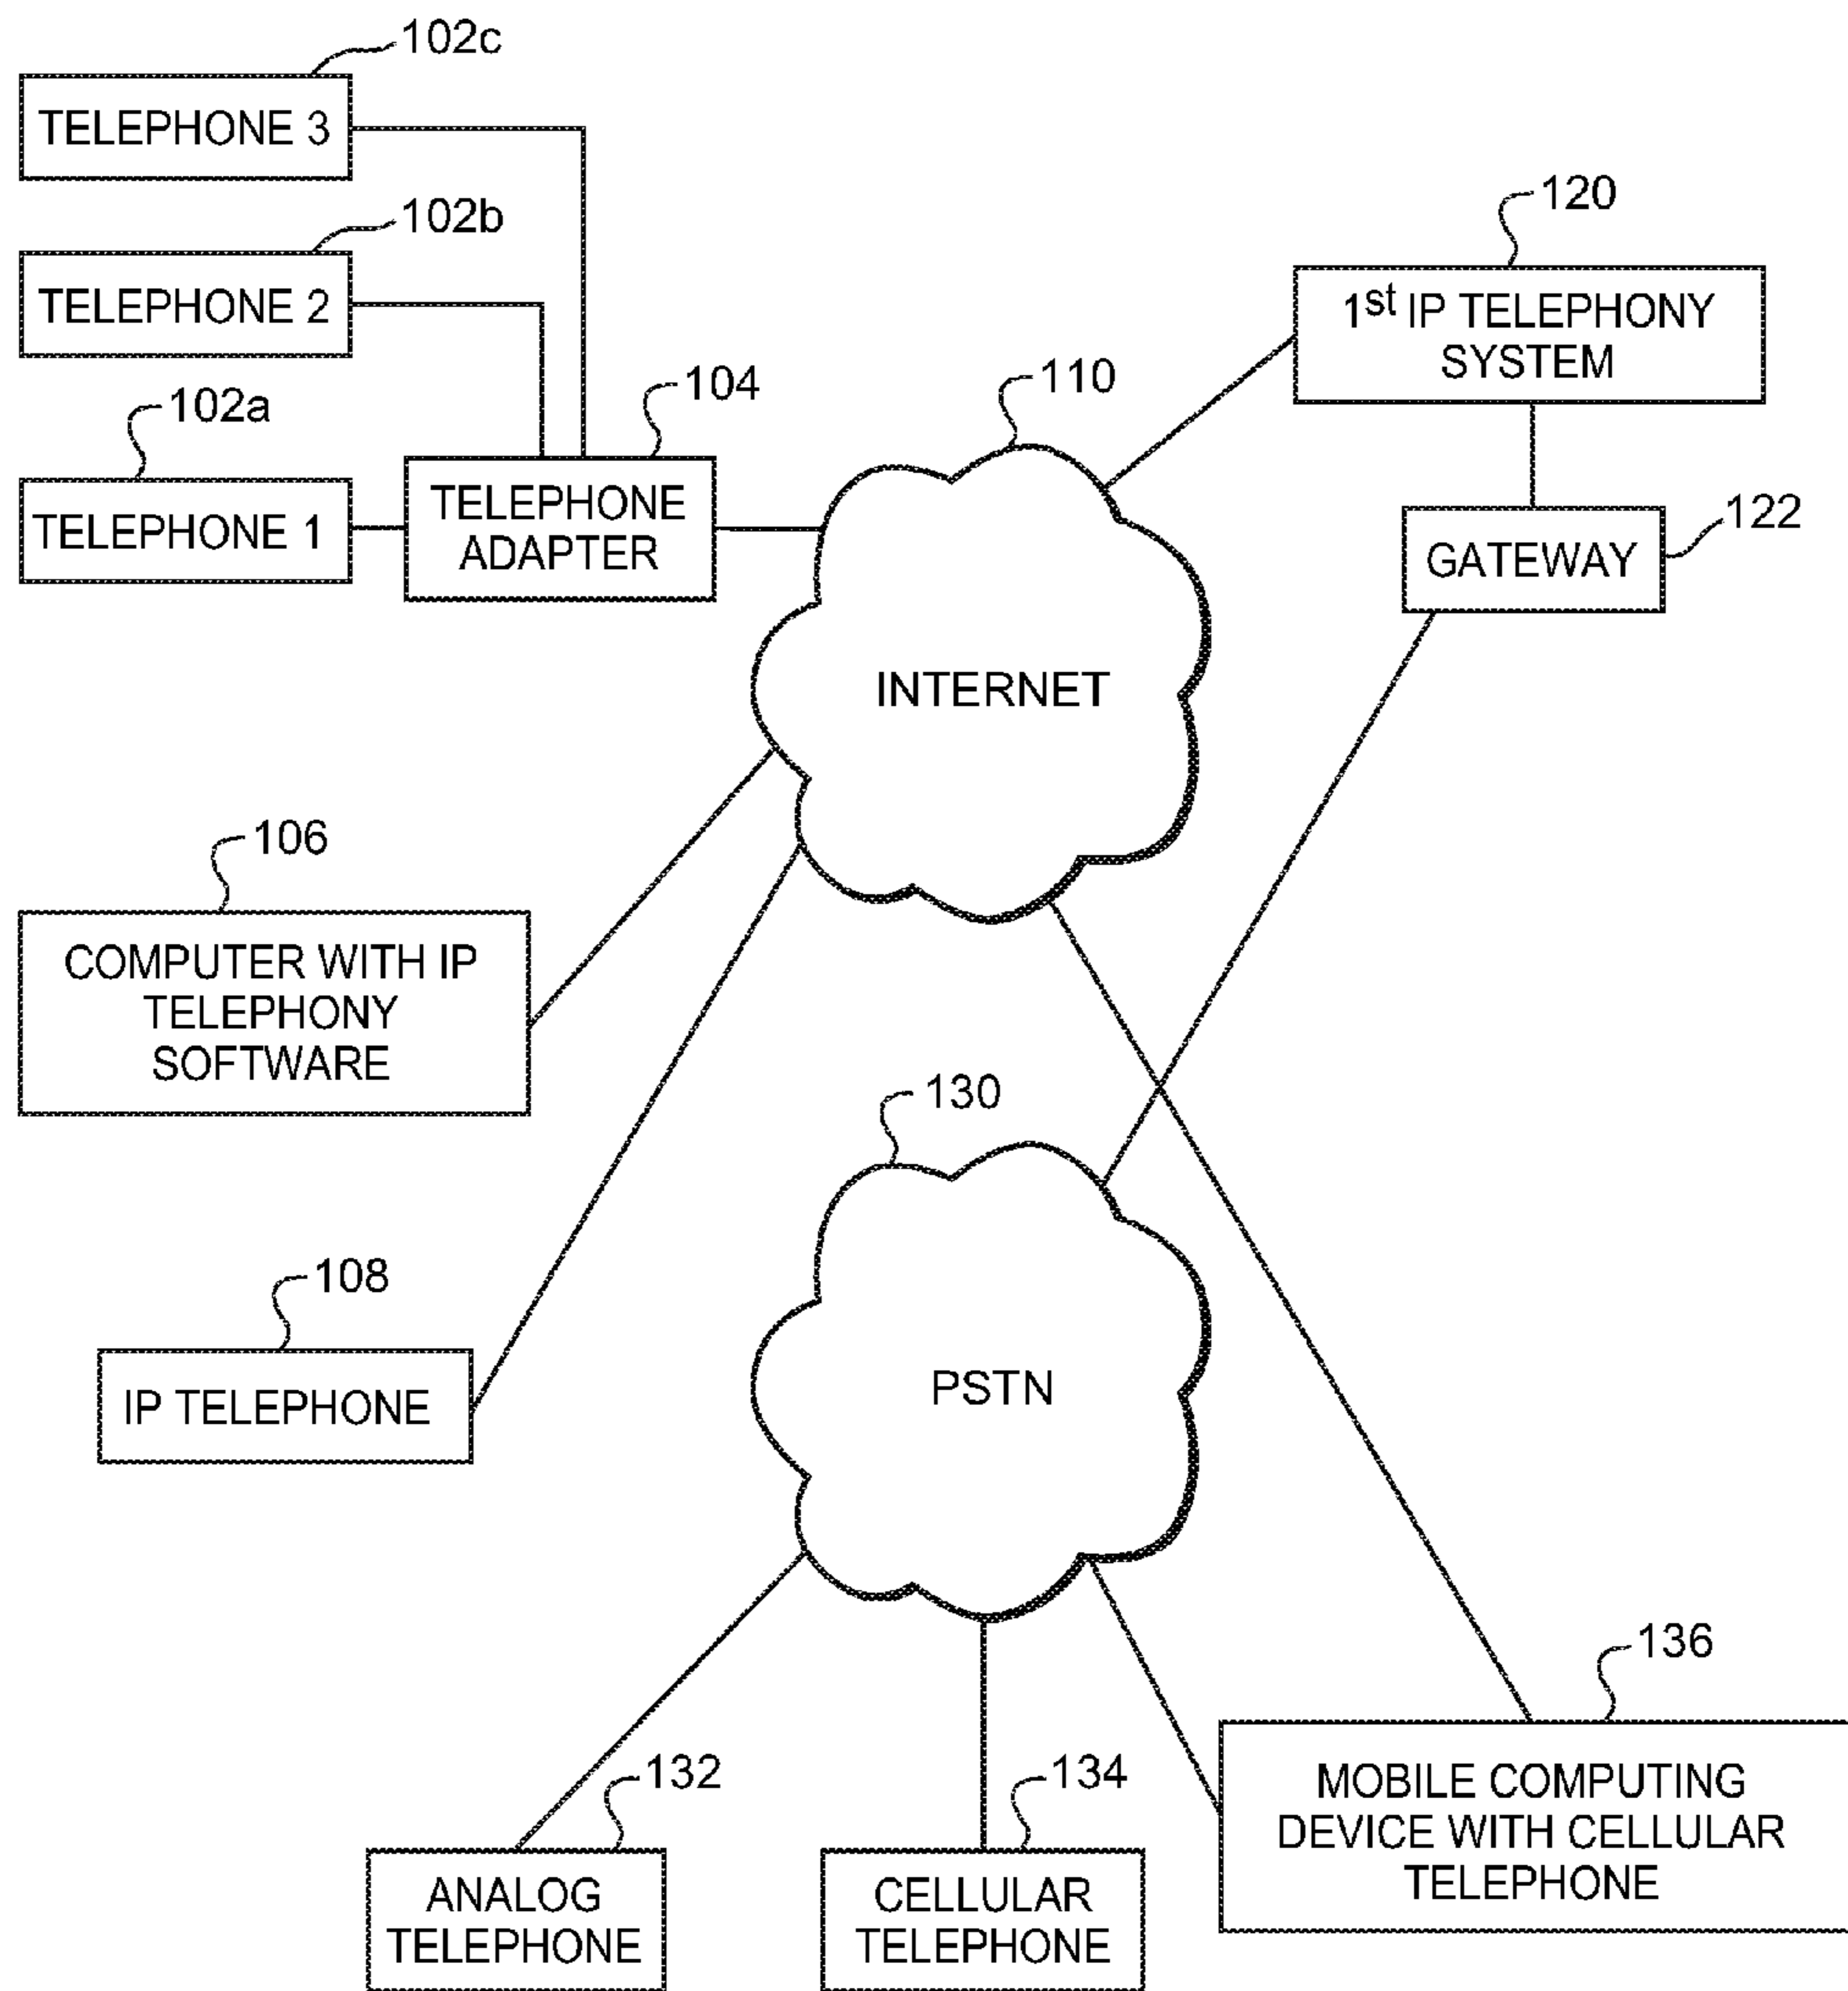 102c
TELEPHONE 3
102b
TELEPHONE 2
102a
TELEPHONE 1
104
TELEPHONE
ADAPTER
110
INTERNET
120
1st IP TELEPHONY
SYSTEM
122
GATEWAY
106
COMPUTER WITH IP
TELEPHONY
SOFTWARE
108
IP TELEPHONE
130
PSTN
132
ANALOG
TELEPHONE
134
CELLULAR
TELEPHONE
136
MOBILE COMPUTING
DEVICE WITH CELLULAR
TELEPHONE